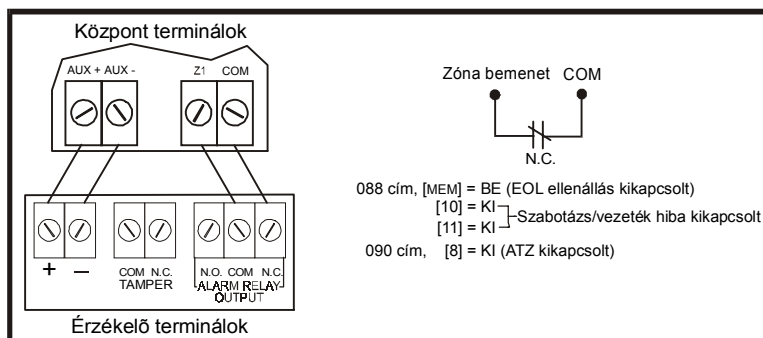 Központ terminálok
AUX + AUX -
Z1 COM
+ −
COM N.C.
TAMPER
N.O. COM N.C.
ALARM RELAY
OUTPUT
Érzékelõ terminálok
Zóna bemenet COM
N.C.
088 cím, [MEM] = BE (EOL ellenállás kikapcsolt)
[10] = KI
Szabotázs/vezeték hiba kikapcsolt
[11] = KI
090 cím, [8] = KI (ATZ kikapcsolt)